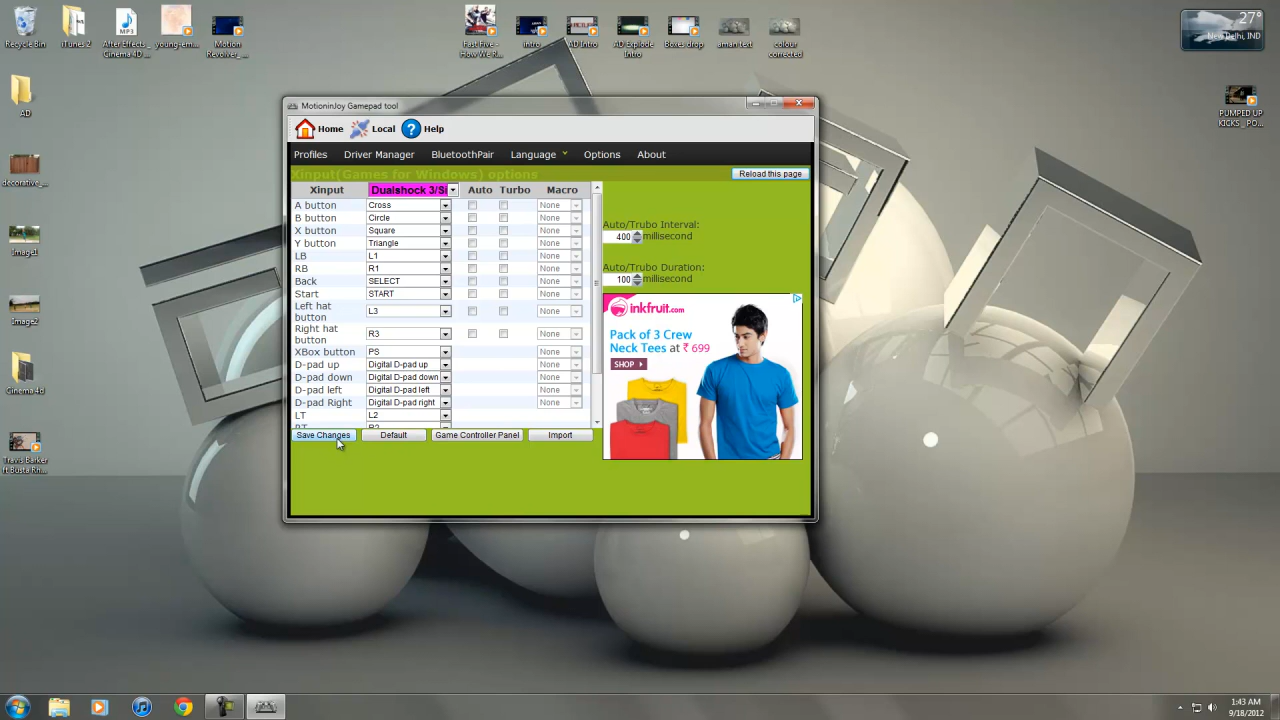 Recycle Bin
iTunes 2
After Effects _
Cinema 4D ...
young-em...
Motion
Revolver_...
Fast Five -
How We R...
intro
AD Intro
AD Explode
Intro
Boxes drop
aman text
colour
corrected
27°
New Delhi, IND
AD
decorative_...
Image1
Image2
Cinema 4d
Travis Barker
ft Busta Rh...
PUMPED UP
KICKS _ PO...
MotioninJoy Gamepad tool
Home Local ? Help
Profiles Driver Manager BluetoothPair Language Options About
Xinput(Games for Windows) options
Reload this page
Xinput Dualshock 3/Si Auto Turbo Macro
A button Cross None
B button Circle None
X button Square None
Y button Triangle None
LB L1 None
RB R1 None
Back SELECT None
Start START None
Left hat
button L3 None
Right hat
button R3 None
XBox button PS None
D-pad up Digital D-pad up None
D-pad down Digital D-pad down None
D-pad left Digital D-pad left None
D-pad Right Digital D-pad right None
LT L2
RT R2
Save Changes Default Game Controller Panel Import
Auto/Trubo Interval:
400 millisecond
Auto/Trubo Duration:
100 millisecond
inkfruit.com
Pack of 3 Crew
Neck Tees at ₹ 699
SHOP
1:43 AM
9/18/2012